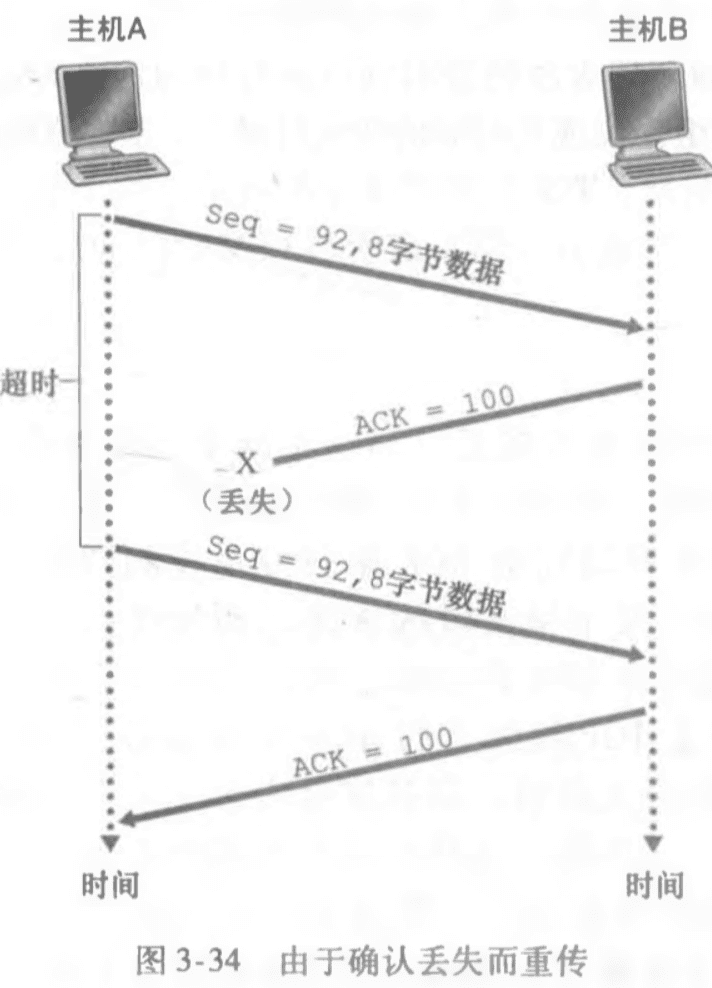 主机A
主机B
Seq = 92,8字节数据
超时
ACK = 100
X
（丢失）
Seq = 92,8字节数据
ACK = 100
时间
时间
图 3-34 由于确认丢失而重传